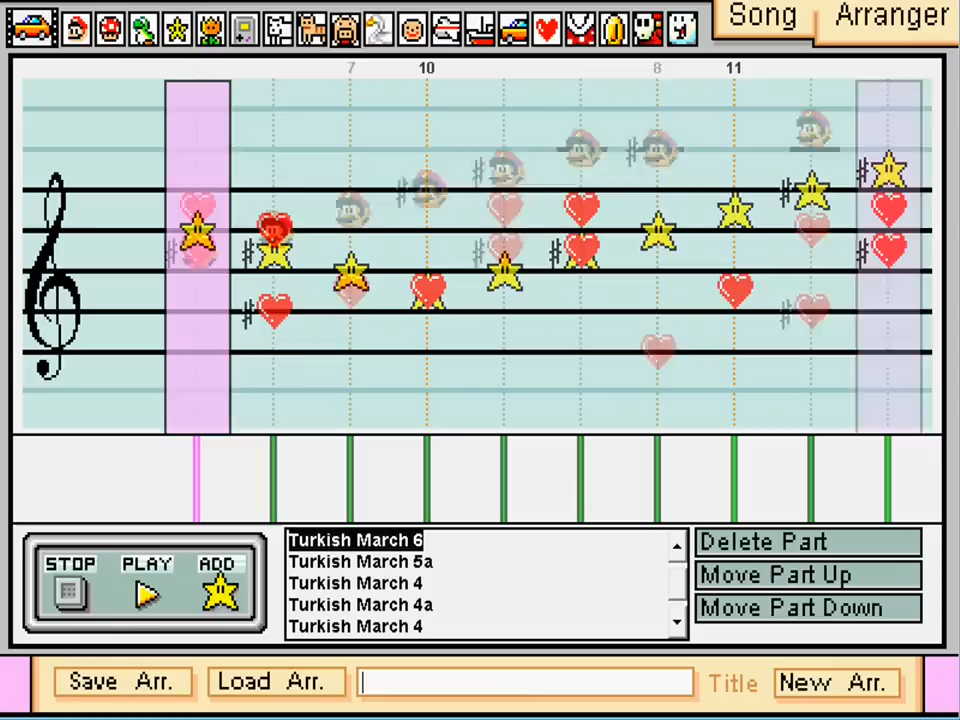 Song
Arranger
7 10 8 11
STOP PLAY ADD
Turkish March 6
Turkish March 5a
Turkish March 4
Turkish March 4a
Turkish March 4
Delete Part
Move Part Up
Move Part Down
Save Arr. Load Arr. Title New Arr.